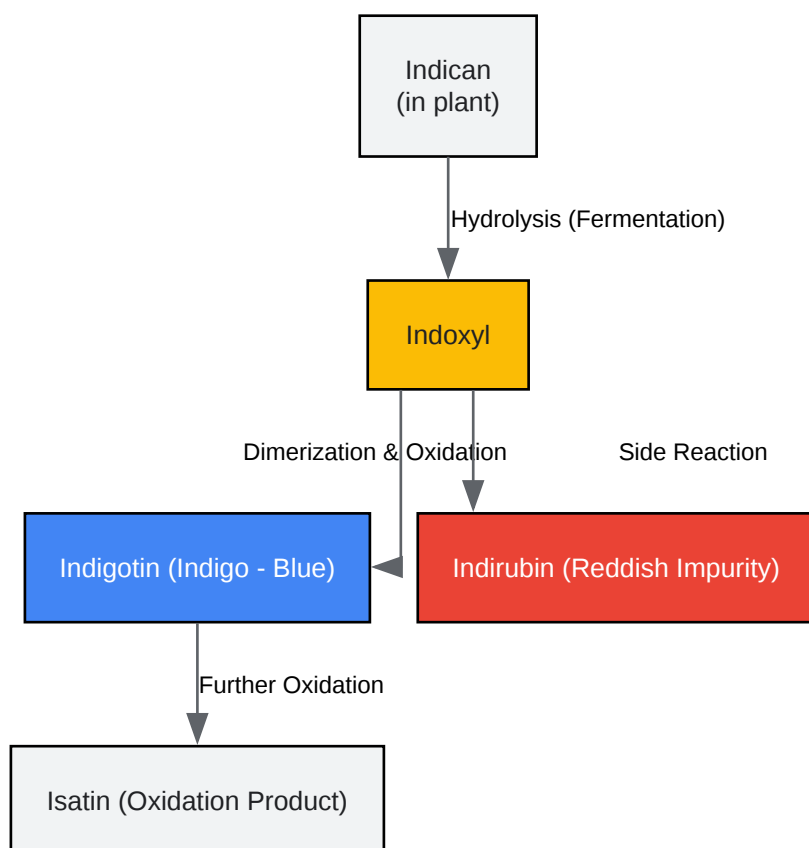 Indican
(in plant)
Hydrolysis (Fermentation)
Indoxyl
Dimerization & Oxidation
Side Reaction
Indigotin (Indigo - Blue)
Indirubin (Reddish Impurity)
Further Oxidation
Isatin (Oxidation Product)